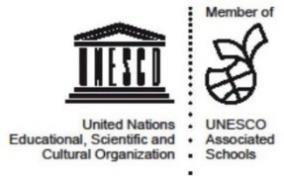 Member of
UNESCO
United Nations
Educational, Scientific and
Cultural Organization
UNESCO
Associated
Schools